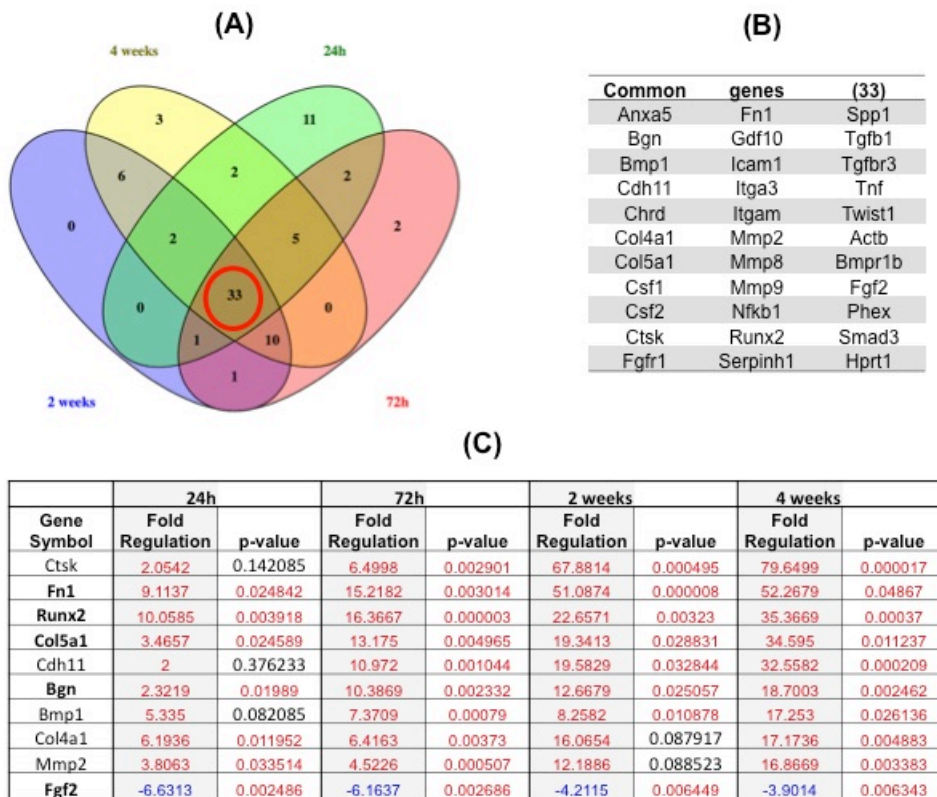 (A)
4 weeks
24h
3
11
6
2
2
0
2
5
2
33
0
0
1
10
1
2 weeks
72h
(B)
Common genes (33)
Anxa5 Fn1 Spp1
Bgn Gdf10 Tgfb1
Bmp1 Icam1 Tgfbr3
Cdh11 Itga3 Tnf
Chrd Itgam Twist1
Col4a1 Mmp2 Actb
Col5a1 Mmp8 Bmpr1b
Csf1 Mmp9 Fgf2
Csf2 Nfkb1 Phex
Ctsk Runx2 Smad3
Fgfr1 Serpinh1 Hprt1
(C)
24h 72h 2 weeks 4 weeks
Gene Fold Fold Fold Fold
Symbol Regulation p-value Regulation p-value Regulation p-value Regulation p-value
Ctsk 2.0542 0.142085 6.4998 0.002901 67.8814 0.000495 79.6499 0.000017
Fn1 9.1137 0.024842 15.2182 0.003014 51.0874 0.000008 52.2679 0.04867
Runx2 10.0585 0.003918 16.3667 0.000003 22.6571 0.00323 35.3669 0.00037
Col5a1 3.4657 0.024589 13.175 0.004965 19.3413 0.028831 34.595 0.011237
Cdh11 2 0.376233 10.972 0.001044 19.5829 0.032844 32.5582 0.000209
Bgn 2.3219 0.01989 10.3869 0.002332 12.6679 0.025057 18.7003 0.002462
Bmp1 5.335 0.082085 7.3709 0.00079 8.2582 0.010878 17.253 0.026136
Col4a1 6.1936 0.011952 6.4163 0.00373 16.0654 0.087917 17.1736 0.004883
Mmp2 3.8063 0.033514 4.5226 0.000507 12.1886 0.088523 16.8669 0.003383
Fgf2 -6.6313 0.002486 -6.1637 0.002686 -4.2115 0.006449 -3.9014 0.006343